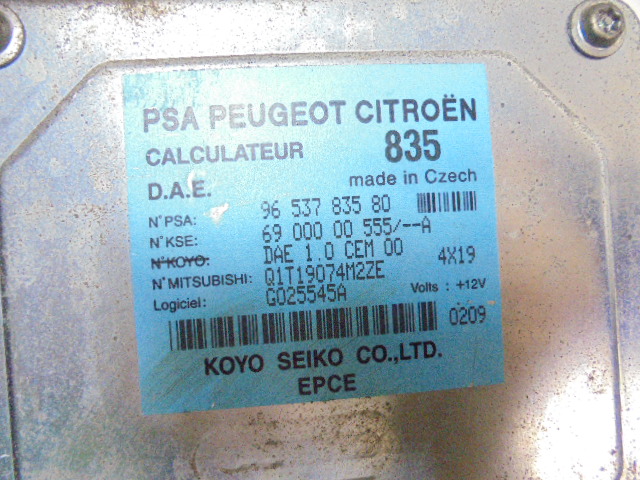 PSA PEUGEOT CITROËN
CALCULATEUR 835
D.A.E. made in Czech
N°PSA: 96 537 835 80
N°KSE: 69 000 00 555/--A
N°KOYO: DAE 1.0 CEM 00 4X19
N°MITSUBISHI: Q1T19074M2ZE
Logiciel: G025545A Volts : +12V
0209
KOYO SEIKO CO.,LTD.
EPCE